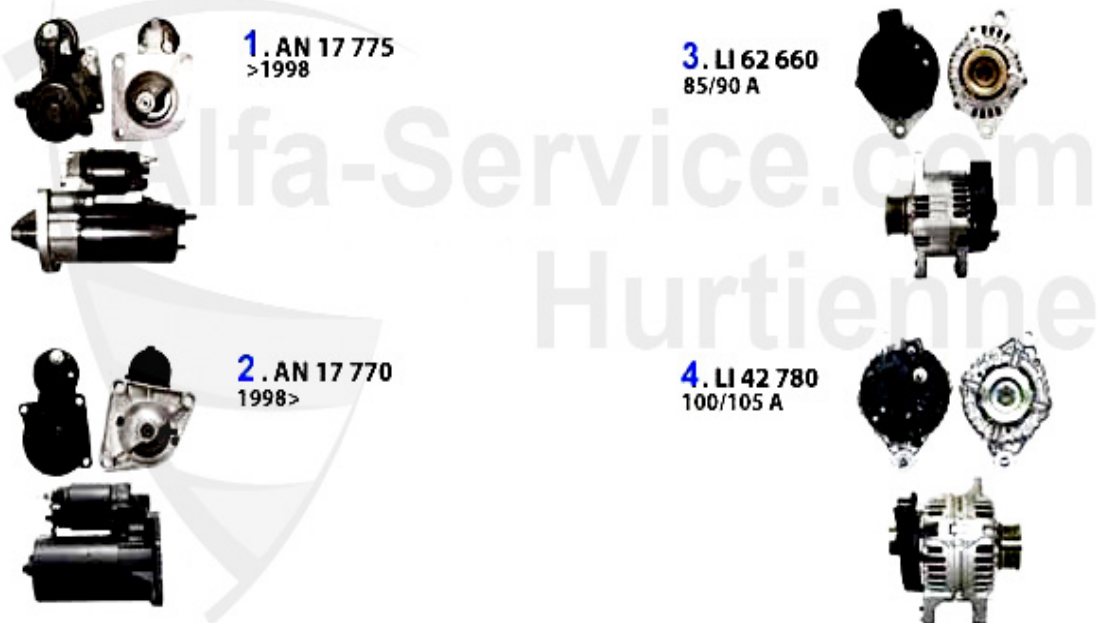 1. AN 17 775
>1998
2. AN 17 770
1998>
3. LI 62 660
85/90 A
4. LI 42 780
100/105 A
Alfa-Service.com
Hurtienne